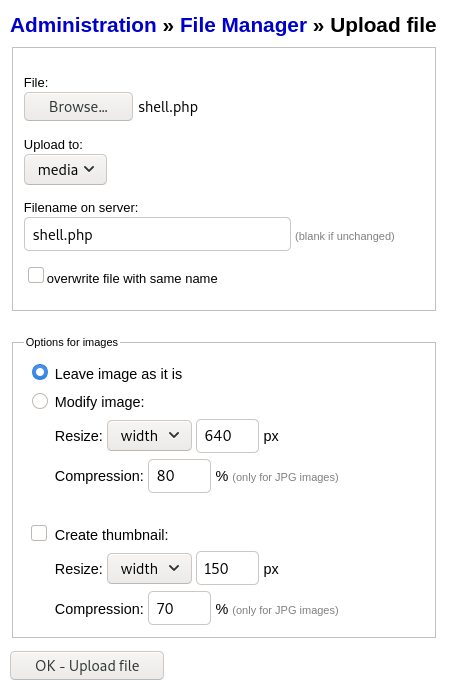 Administration » File Manager » Upload file
File:
Browse... shell.php
Upload to:
media
Filename on server:
shell.php (blank if unchanged)
overwrite file with same name
Options for images
Leave image as it is
Modify image:
Resize: width 640 px
Compression: 80 % (only for JPG images)
Create thumbnail:
Resize: width 150 px
Compression: 70 % (only for JPG images)
OK - Upload file